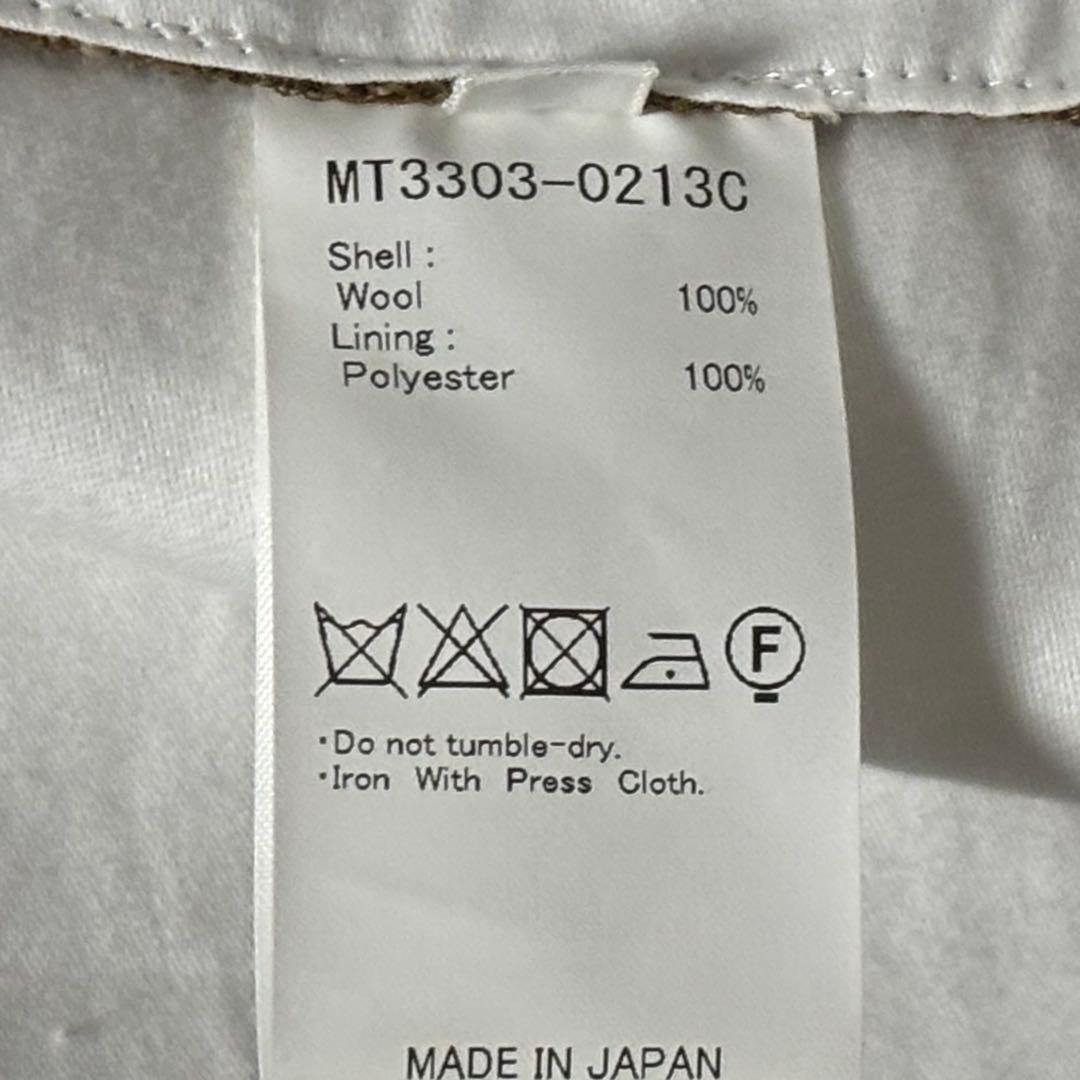 MT3303-0213C
Shell :
Wool 100%
Lining :
Polyester 100%
F
・Do not tumble-dry.
・Iron With Press Cloth.
MADE IN JAPAN